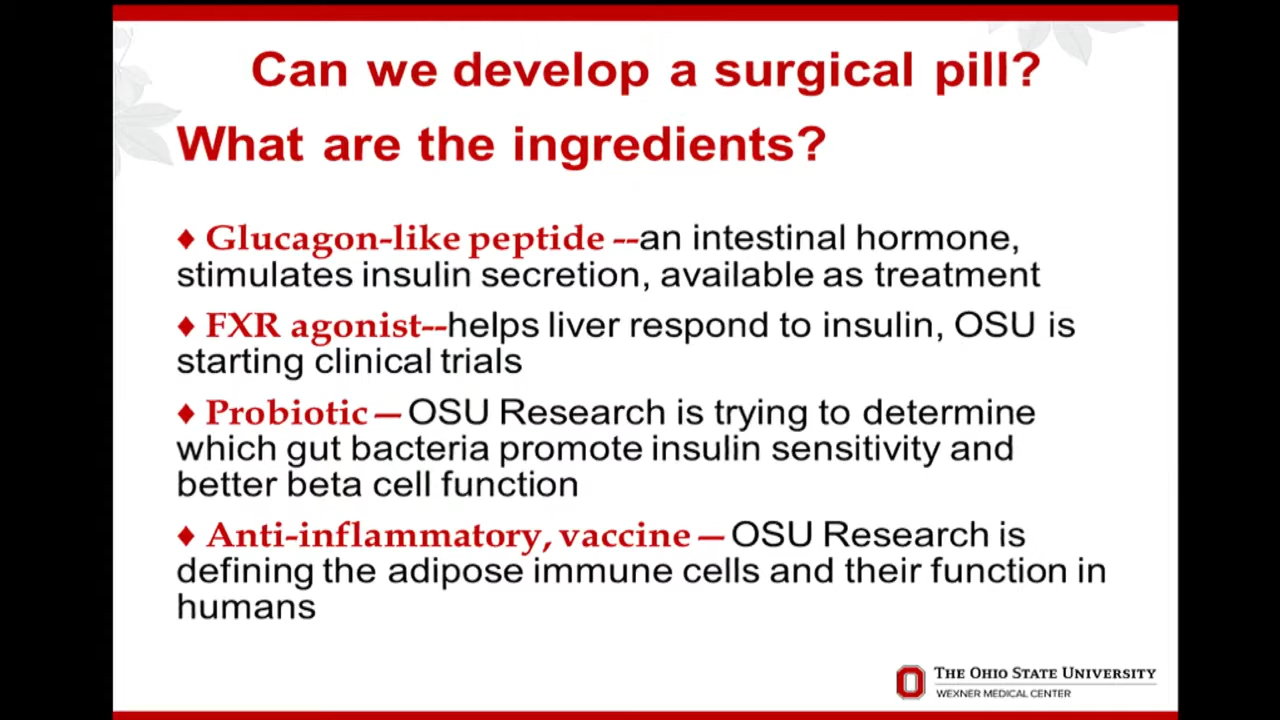 Can we develop a surgical pill?
What are the ingredients?
♦ Glucagon-like peptide --an intestinal hormone,
stimulates insulin secretion, available as treatment
♦ FXR agonist--helps liver respond to insulin, OSU is
starting clinical trials
♦ Probiotic—OSU Research is trying to determine
which gut bacteria promote insulin sensitivity and
better beta cell function
♦ Anti-inflammatory, vaccine—OSU Research is
defining the adipose immune cells and their function in
humans
THE OHIO STATE UNIVERSITY
WEXNER MEDICAL CENTER